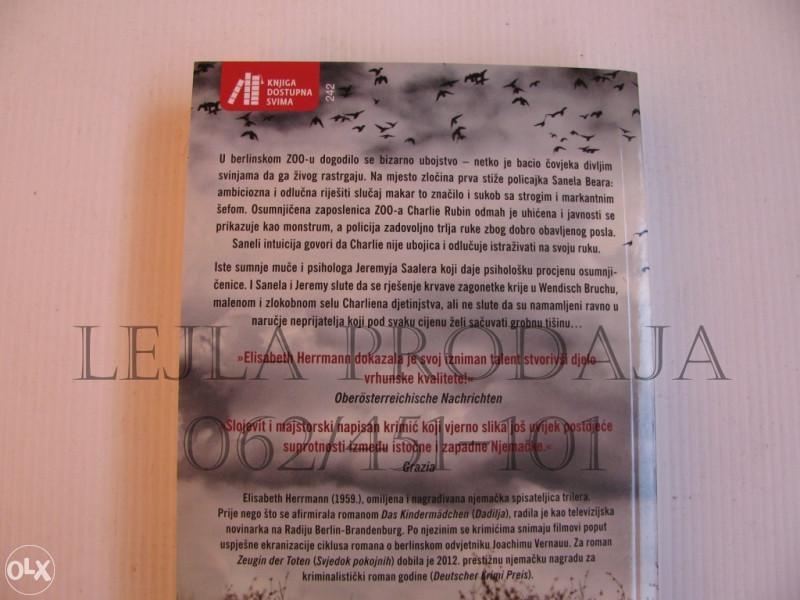 KNJIGA
DOSTUPNA
SVIMA
242
U berlinskom ZOO-u dogodilo se bizarno ubojstvo – netko je bacio čovjeka divljim
svinjama da ga živog rastrgaju. Na mjesto zločina prva stiže policajka Sanela Beara:
ambiciozna i odlučna riješiti slučaj makar to značilo i sukob sa strogim i markantnim
šefom. Osumnjičena zaposlenica ZOO-a Charlie Rubin odmah je uhićena i javnosti se
prikazuje kao monstrum, a policija zadovoljno trlja ruke zbog dobro obavljenog posla.
Saneli intuicija govori da Charlie nije ubojica i odlučuje istraživati na svoju ruku.
Iste sumnje muče i psihologa Jeremyja Saalera koji daje psihološku procjenu osumnji-
čenice. I Sanela i Jeremy slute da se rješenje krvave zagonetke krije u Wendisch Bruchu,
malenom i zlokobnom selu Charliena djetinjstva, ali ne slute da su namamljeni ravno u
naručje neprijatelja koji pod svaku cijenu želi sačuvati grobnu tišinu…
LEJLA PRODAJA
»Elisabeth Herrmann dokazala je svoj izniman talent stvorivši djelo
vrhunske kvalitete!«
Oberösterreichische Nachrichten
062/451-101
»Slojevit i majstorski napisan krimić koji vjerno slika još uvijek postojeće
suprotnosti između istočne i zapadne Njemačke.«
Grazia
Elisabeth Herrmann (1959.), omiljena i nagrađivana njemačka spisateljica trilera.
Prije nego što se afirmirala romanom Das Kindermädchen (Dadilja), radila je kao televizijska
novinarka na Radiju Berlin-Brandenburg. Po njezinim se krimićima snimaju filmovi poput
uspješne ekranizacije ciklusa romana o berlinskom odvjetniku Joachimu Vernauu. Za roman
Zeugin der Toten (Svjedok pokojnih) dobila je 2012. prestižnu njemačku nagradu za
kriminalistički roman godine (Deutscher Krimi Preis).
OLX